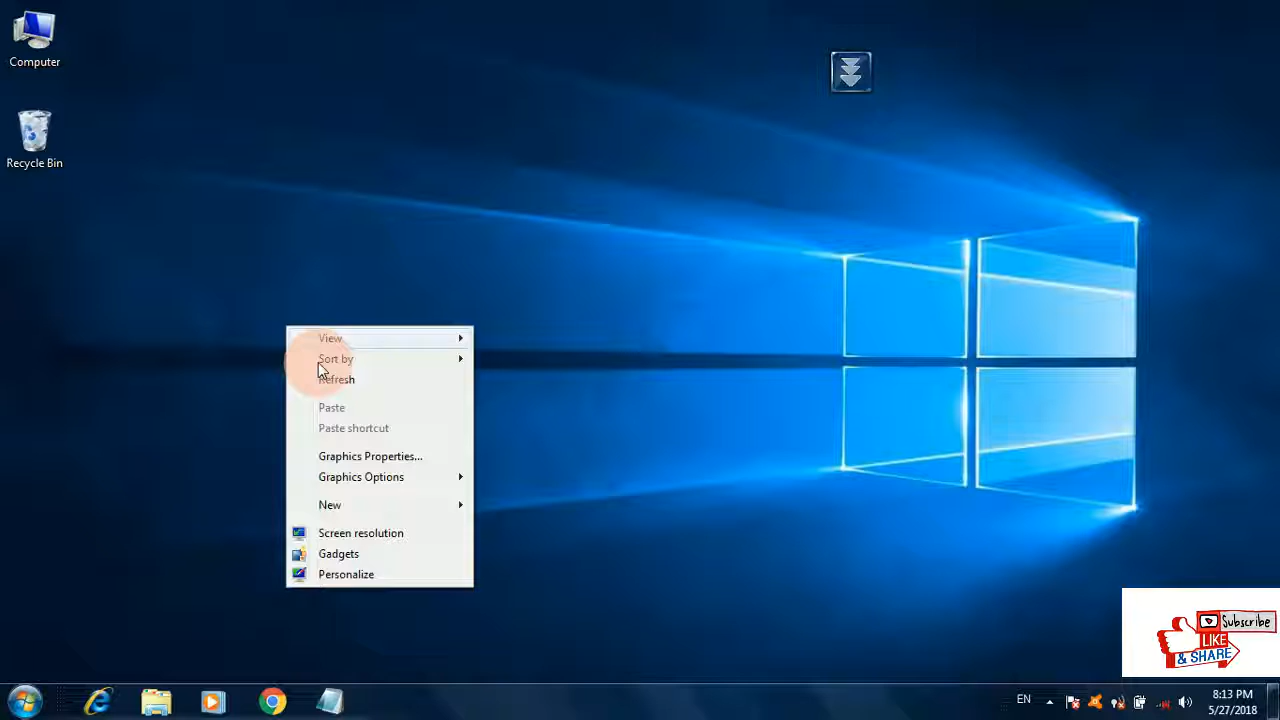 Computer
Recycle Bin
View
Sort by
Refresh
Paste
Paste shortcut
Graphics Properties...
Graphics Options
New
Screen resolution
Gadgets
Personalize
Subscribe
LIKE
& SHARE
EN
8:13 PM
5/27/2018